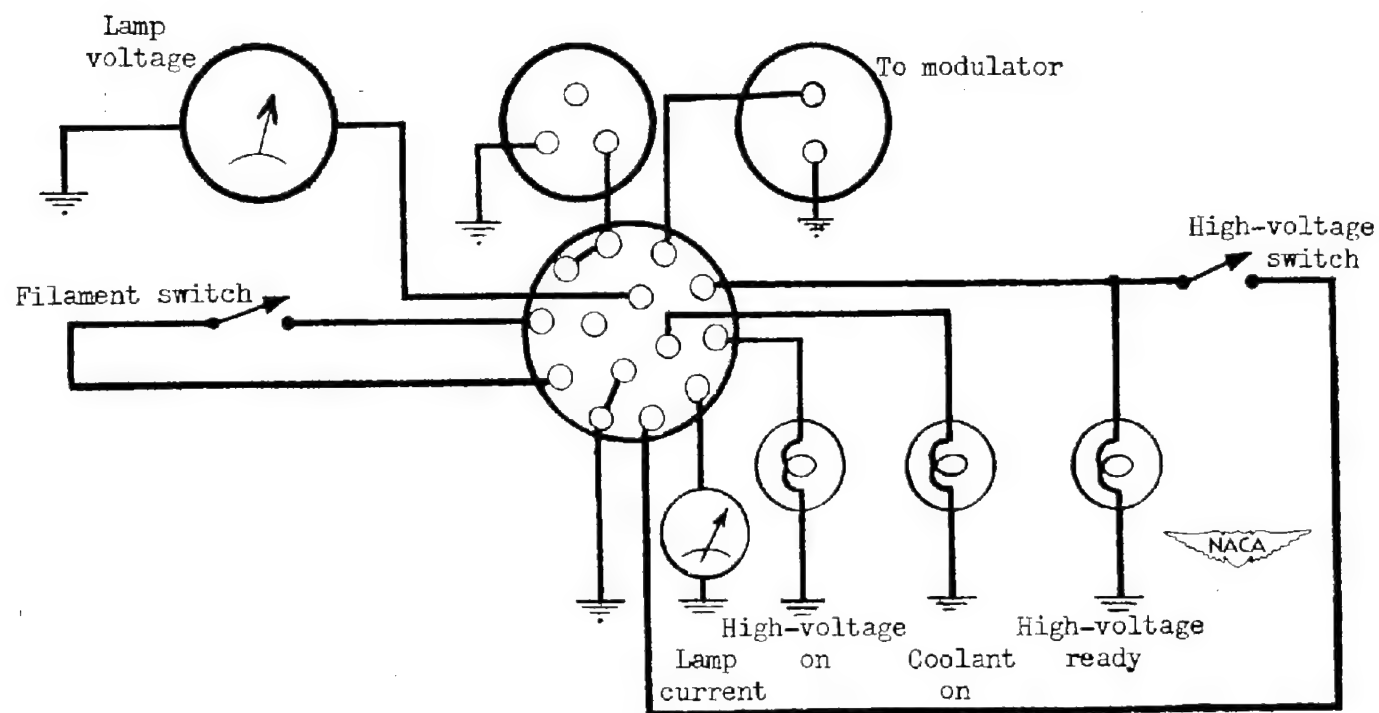 Lamp
voltage
To modulator
High-voltage
switch
Filament switch
NACA
High-voltage
on
Lamp
current
Coolant
on
High-voltage
ready